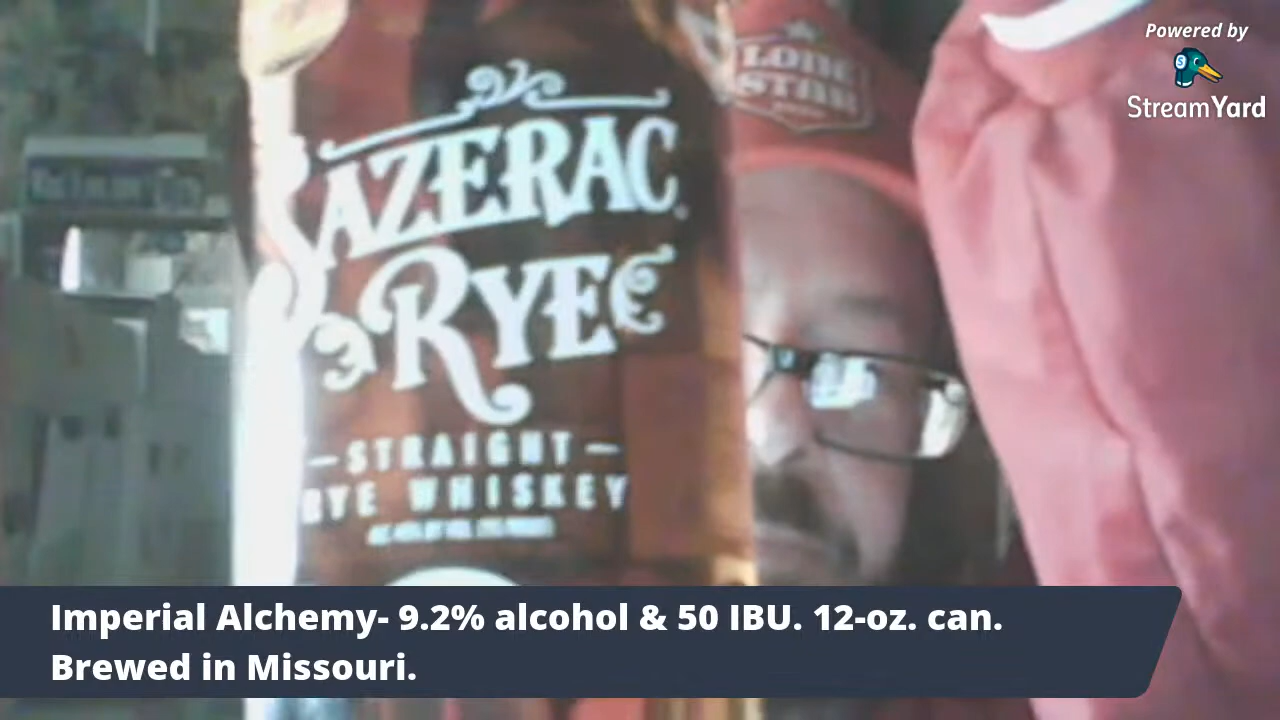 Powered by
StreamYard
LONE
STAR
SAZERAC
RYE
STRAIGHT
RYE WHISKEY
Imperial Alchemy- 9.2% alcohol & 50 IBU. 12-oz. can.
Brewed in Missouri.